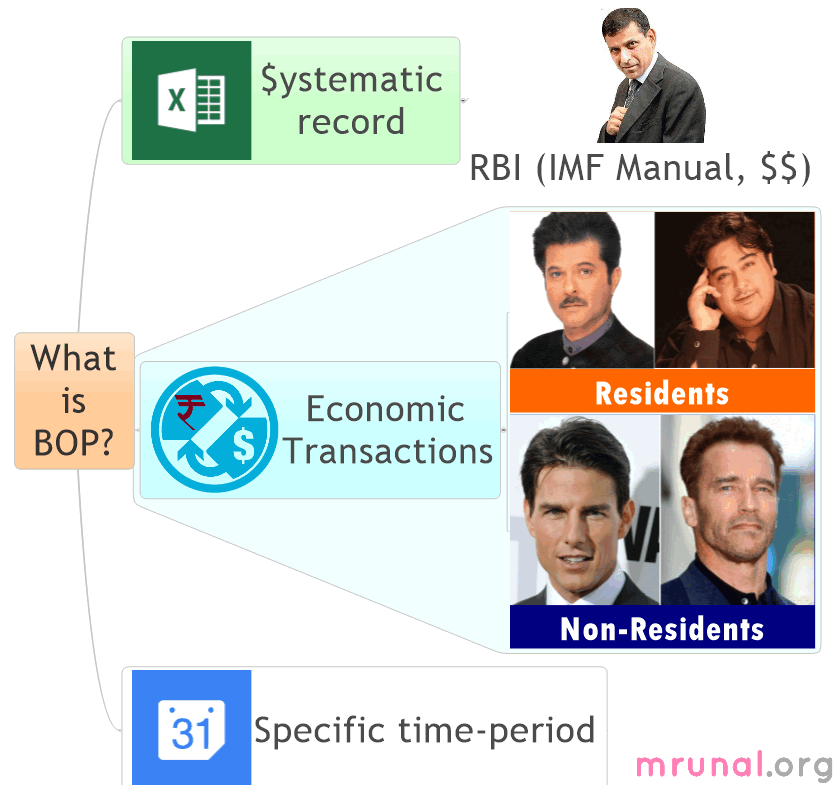 What
is
BOP?
X
$ystematic
record
RBI (IMF Manual, $$)
₹
$
Economic
Transactions
Residents
Non-Residents
31
Specific time-period
mrunal.org